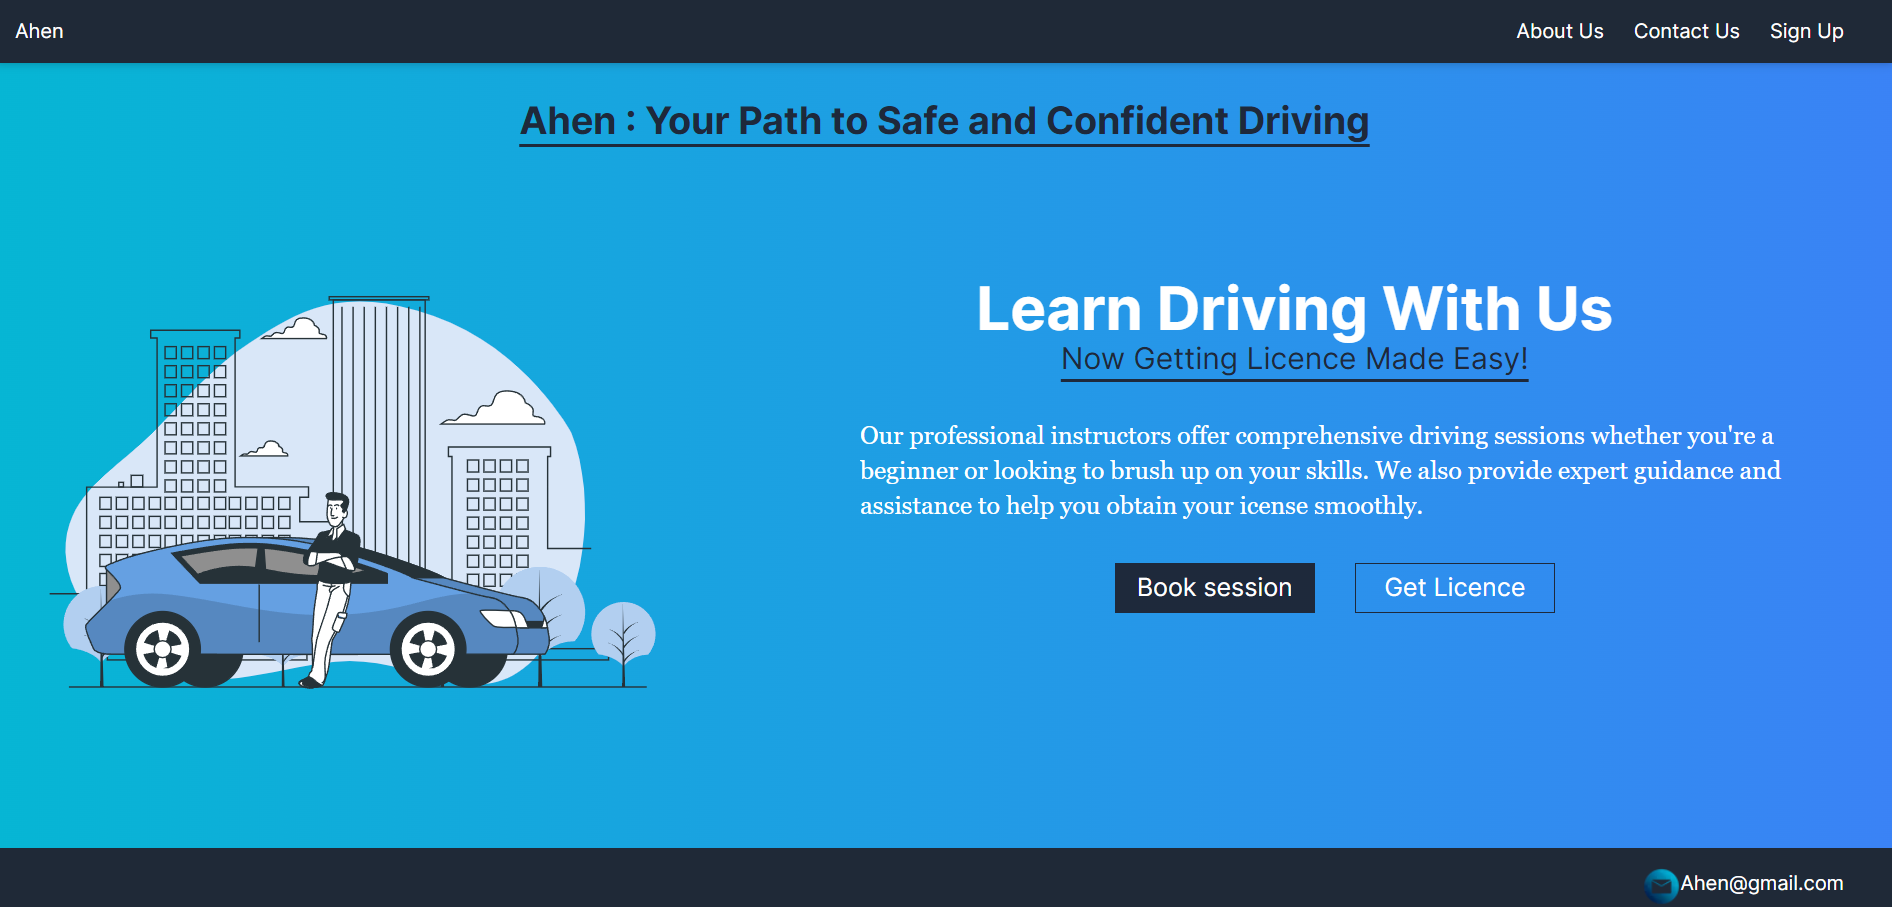 Ahen
About Us
Contact Us
Sign Up
Ahen : Your Path to Safe and Confident Driving
Learn Driving With Us
Now Getting Licence Made Easy!
Our professional instructors offer comprehensive driving sessions whether you're a
beginner or looking to brush up on your skills. We also provide expert guidance and
assistance to help you obtain your icense smoothly.
Book session
Get Licence
Ahen@gmail.com